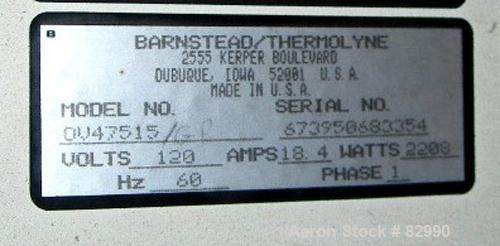 B
BARNSTEAD/THERMOLYNE
2555 KERPER BOULEVARD
DUBUQUE, IOWA 52001 U.S.A.
MADE IN U.S.A.
MODEL NO. SERIAL NO.
OV47515 673950683354
VOLTS 120 AMPS 18.4 WATTS 2208
Hz 60 PHASE 1
Aaron Stock # 82990